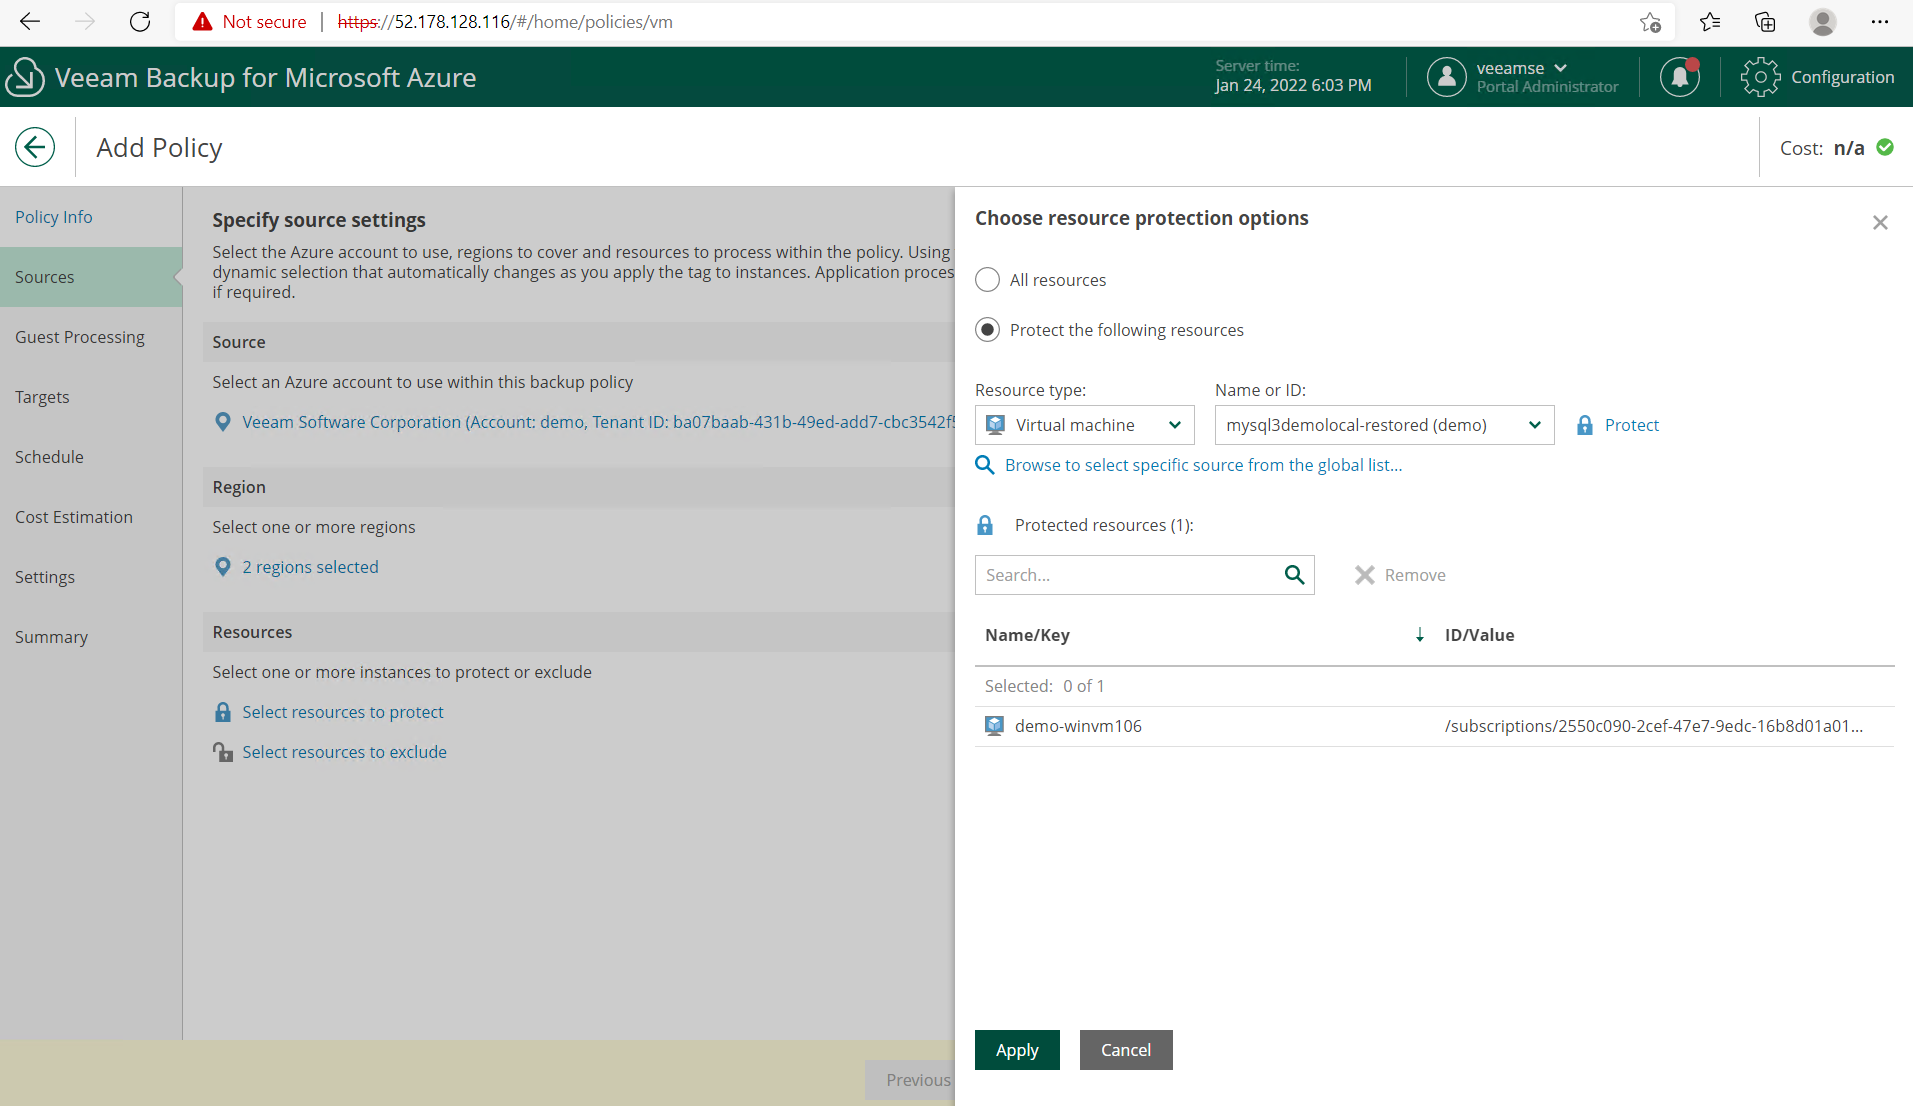 Not secure | https://52.178.128.116/#/home/policies/vm
Veeam Backup for Microsoft Azure
Server time:
Jan 24, 2022 6:03 PM
veeamse
Portal Administrator
Configuration
Add Policy
Cost: n/a
Policy Info
Sources
Guest Processing
Targets
Schedule
Cost Estimation
Settings
Summary
Specify source settings
Select the Azure account to use, regions to cover and resources to process within the policy. Using
dynamic selection that automatically changes as you apply the tag to instances. Application proces
if required.
Source
Select an Azure account to use within this backup policy
Veeam Software Corporation (Account: demo, Tenant ID: ba07baab-431b-49ed-add7-cbc3542f5
Region
Select one or more regions
2 regions selected
Resources
Select one or more instances to protect or exclude
Select resources to protect
Select resources to exclude
Previous
Choose resource protection options
All resources
Protect the following resources
Resource type:
Name or ID:
Virtual machine
mysql3demolocal-restored (demo)
Protect
Browse to select specific source from the global list...
Protected resources (1):
Search...
Remove
Name/Key
ID/Value
Selected: 0 of 1
demo-winvm106
/subscriptions/2550c090-2cef-47e7-9edc-16b8d01a01...
Apply
Cancel